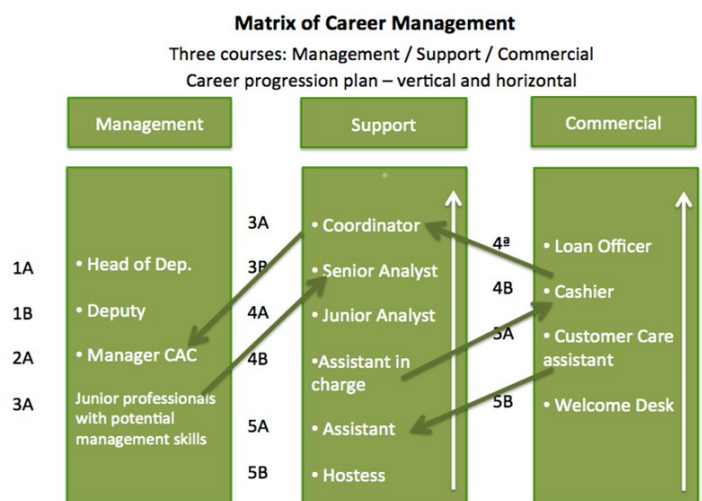 Matrix of Career Management
Three courses: Management / Support / Commercial
Career progression plan – vertical and horizontal
Management
Support
Commercial
1A
• Head of Dep.
1B
• Deputy
2A
• Manager CAC
3A
Junior professionals
with potential
management skills
3A
• Coordinator
3B
• Senior Analyst
4A
• Junior Analyst
4B
•Assistant in
charge
5A
• Assistant
5B
• Hostess
4ª
• Loan Officer
4B
• Cashier
5A
• Customer Care
assistant
5B
• Welcome Desk